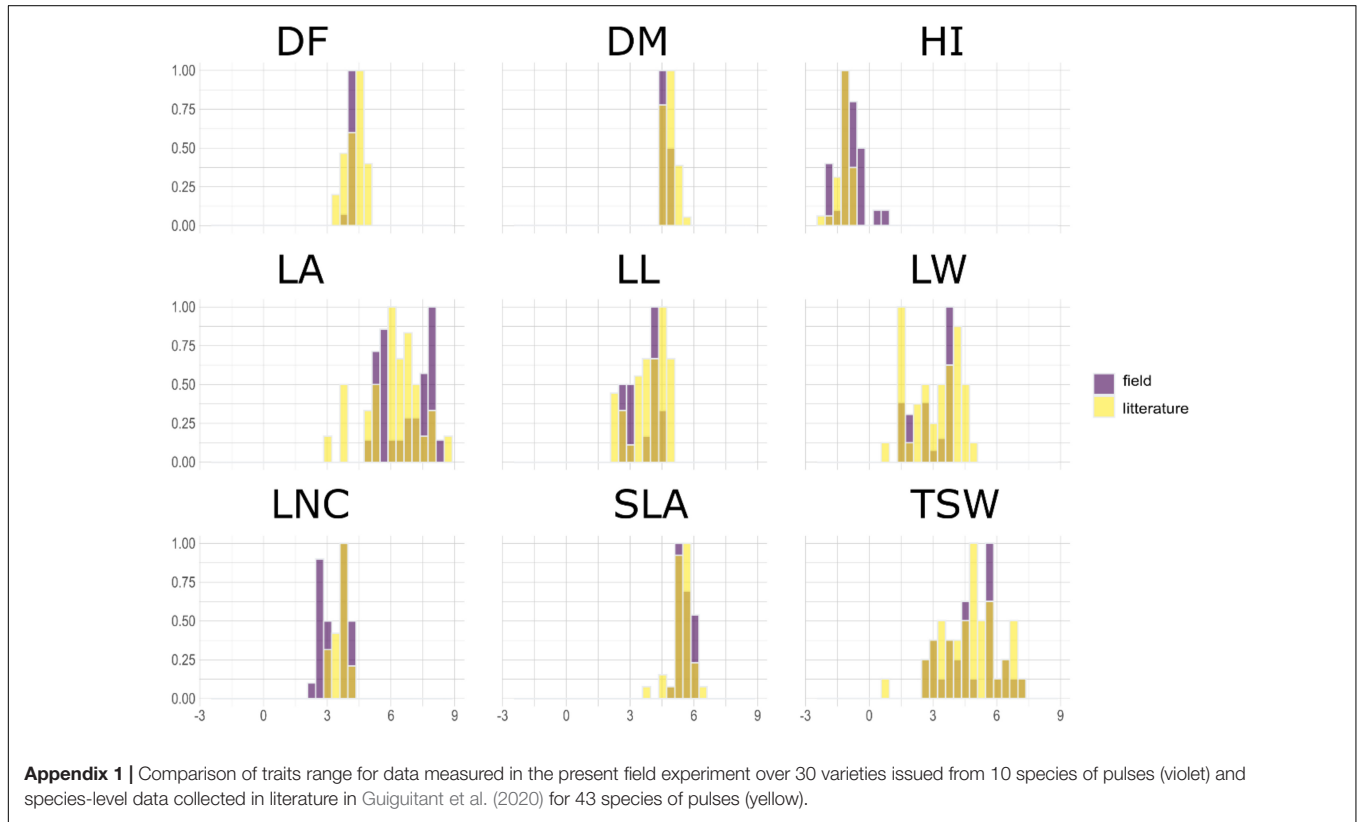 DF
DM
HI
1.00
0.75
0.50
0.25
0.00
LA
LL
LW
1.00
0.75
0.50
0.25
0.00
field
litterature
LNC
SLA
TSW
1.00
0.75
0.50
0.25
0.00
-3 0 3 6 9
-3 0 3 6 9
-3 0 3 6 9
Appendix 1 | Comparison of traits range for data measured in the present field experiment over 30 varieties issued from 10 species of pulses (violet) and
species-level data collected in literature in Guiguitant et al. (2020) for 43 species of pulses (yellow).